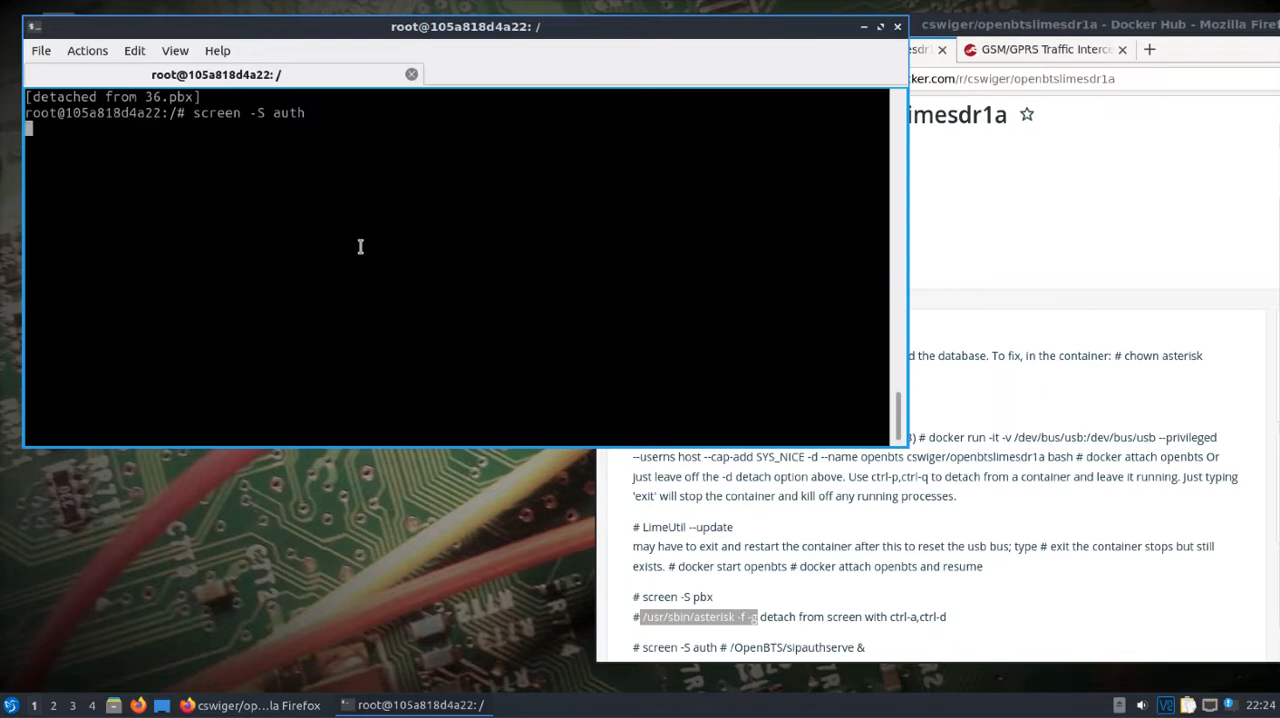 root@105a818d4a22: /
cswiger/openbtslimesdr1a - Docker Hub - Mozilla Firef
File Actions Edit View Help
esdr1
GSM/GPRS Traffic Interce
root@105a818d4a22: /
ker.com/r/cswiger/openbtslimesdr1a
[detached from 36.pbx]
root@105a818d4a22:/# screen -S auth
imesdr1a
d the database. To fix, in the container: # chown asterisk
) # docker run -it -v /dev/bus/usb:/dev/bus/usb --privileged
--userns host --cap-add SYS_NICE -d --name openbts cswiger/openbtslimesdr1a bash # docker attach openbts Or
just leave off the -d detach option above. Use ctrl-p,ctrl-q to detach from a container and leave it running. Just typing
'exit' will stop the container and kill off any running processes.
# LimeUtil --update
may have to exit and restart the container after this to reset the usb bus; type # exit the container stops but still
exists. # docker start openbts # docker attach openbts and resume
# screen -S pbx
# /usr/sbin/asterisk -f -g detach from screen with ctrl-a,ctrl-d
# screen -S auth # /OpenBTS/sipauthserve &
1 2 3 4 cswiger/op...la Firefox root@105a818d4a22: / 22:24